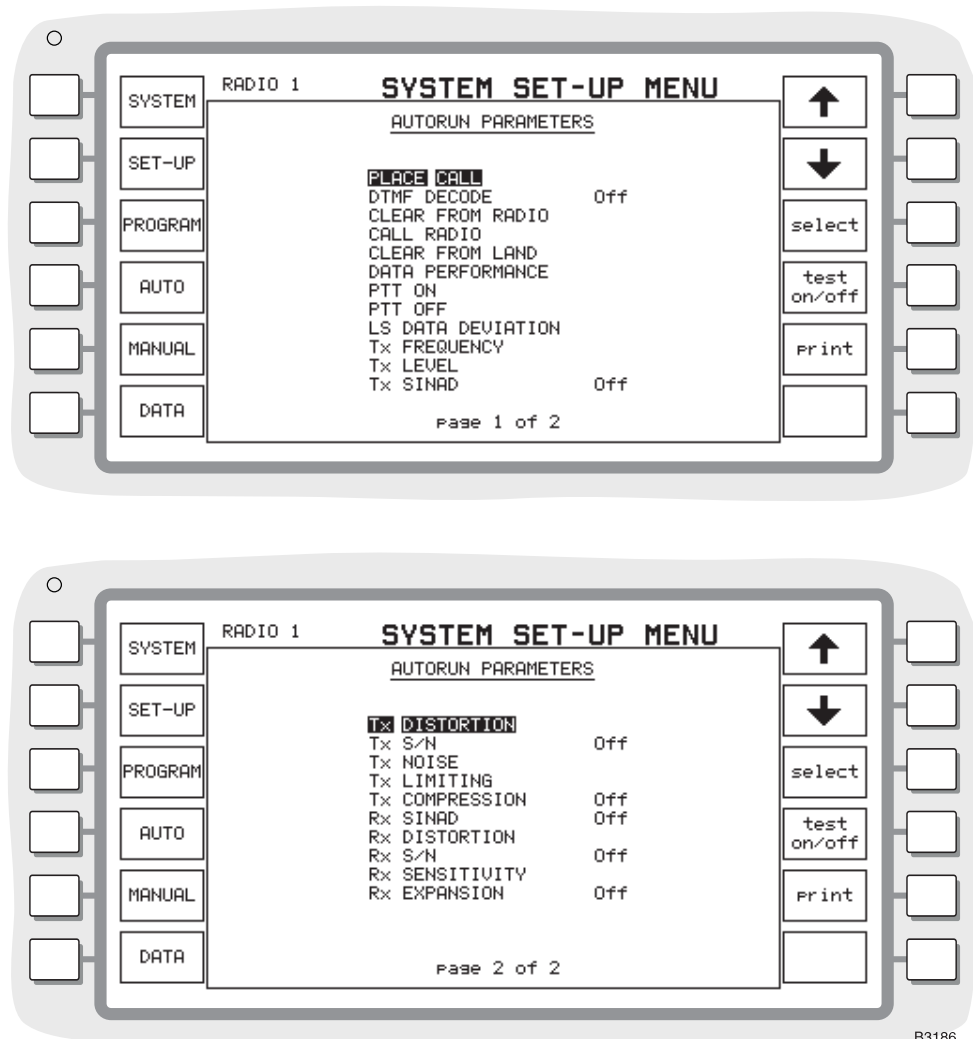 RADIO 1 SYSTEM SET-UP MENU
AUTORUN PARAMETERS
SYSTEM
SET-UP
PROGRAM
AUTO
MANUAL
DATA
PLACE CALL
DTMF DECODE Off
CLEAR FROM RADIO
CALL RADIO
CLEAR FROM LAND
DATA PERFORMANCE
PTT ON
PTT OFF
LS DATA DEVIATION
Tx FREQUENCY
Tx LEVEL
Tx SINAD Off
page 1 of 2
select
test
on/off
print
RADIO 1 SYSTEM SET-UP MENU
AUTORUN PARAMETERS
SYSTEM
SET-UP
PROGRAM
AUTO
MANUAL
DATA
Tx DISTORTION
Tx S/N Off
Tx NOISE
Tx LIMITING
Tx COMPRESSION Off
Rx SINAD Off
Rx DISTORTION
Rx S/N Off
Rx SENSITIVITY
Rx EXPANSION Off
page 2 of 2
select
test
on/off
print
B3186